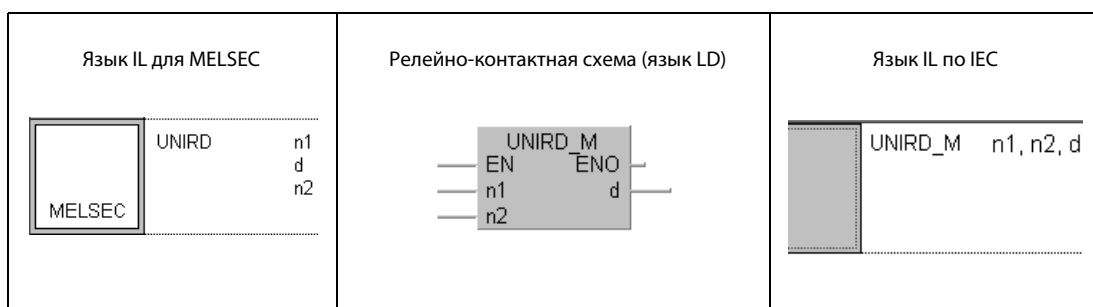 Язык IL для MELSEC
MELSEC
UNIRD n1
d
n2
Релейно-контактная схема (язык LD)
UNIRD_M
EN ENO
n1 d
n2
Язык IL по IEC
UNIRD_M n1, n2, d